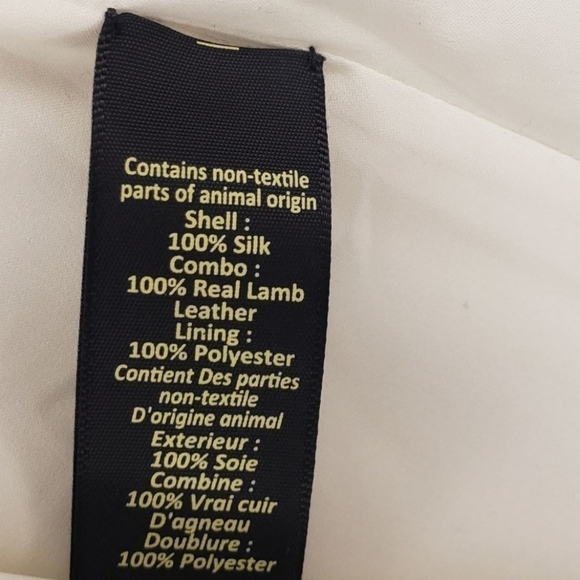 Contains non-textile
parts of animal origin
Shell :
100% Silk
Combo :
100% Real Lamb
Leather
Lining :
100% Polyester
Contient Des parties
non-textile
D'origine animal
Exterieur :
100% Soie
Combine :
100% Vrai cuir
D'agneau
Doublure :
100% Polyester